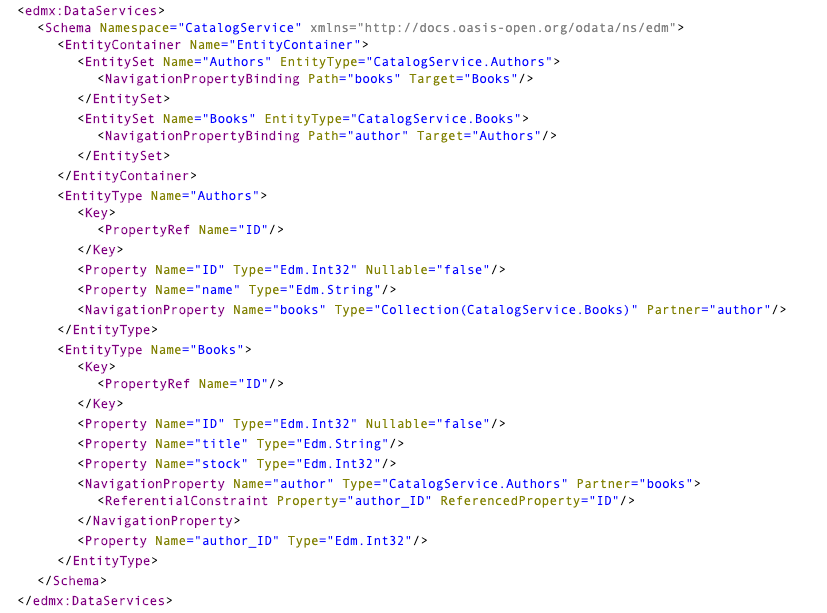 <edmx:DataServices>
<Schema Namespace="CatalogService" xmlns="http://docs.oasis-open.org/odata/ns/edm">
<EntityContainer Name="EntityContainer">
<EntitySet Name="Authors" EntityType="CatalogService.Authors">
<NavigationPropertyBinding Path="books" Target="Books"/>
</EntitySet>
<EntitySet Name="Books" EntityType="CatalogService.Books">
<NavigationPropertyBinding Path="author" Target="Authors"/>
</EntitySet>
</EntityContainer>
<EntityType Name="Authors">
<Key>
<PropertyRef Name="ID"/>
</Key>
<Property Name="ID" Type="Edm.Int32" Nullable="false"/>
<Property Name="name" Type="Edm.String"/>
<NavigationProperty Name="books" Type="Collection(CatalogService.Books)" Partner="author"/>
</EntityType>
<EntityType Name="Books">
<Key>
<PropertyRef Name="ID"/>
</Key>
<Property Name="ID" Type="Edm.Int32" Nullable="false"/>
<Property Name="title" Type="Edm.String"/>
<Property Name="stock" Type="Edm.Int32"/>
<NavigationProperty Name="author" Type="CatalogService.Authors" Partner="books">
<ReferentialConstraint Property="author_ID" ReferencedProperty="ID"/>
</NavigationProperty>
<Property Name="author_ID" Type="Edm.Int32"/>
</EntityType>
</Schema>
</edmx:DataServices>